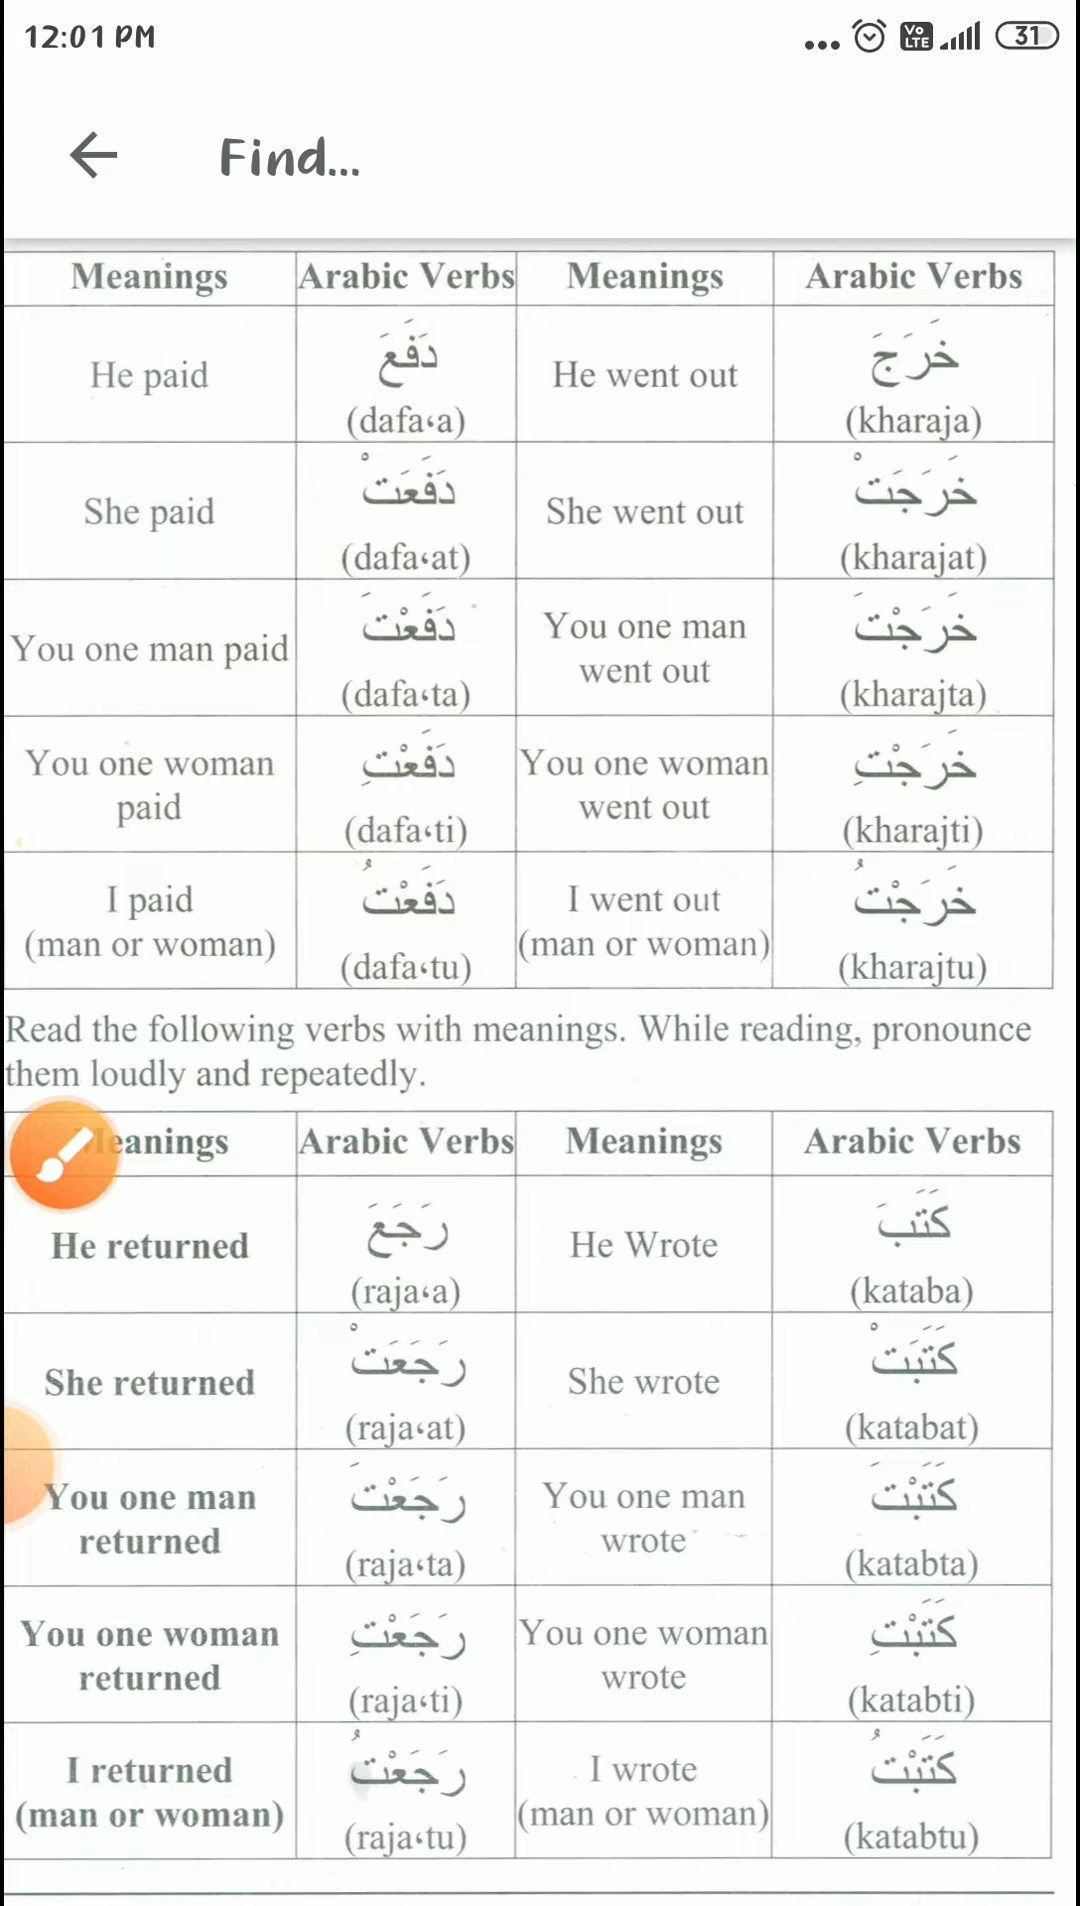 12:01 PM
Vo LTE 31
Find...
Meanings Arabic Verbs Meanings Arabic Verbs
He paid دَفَعَ (dafa‘a) He went out خَرَجَ (kharaja)
She paid دَفَعَتْ (dafa‘at) She went out خَرَجَتْ (kharajat)
You one man paid دَفَعْتَ (dafa‘ta) You one man went out خَرَجْتَ (kharajta)
You one woman paid دَفَعْتِ (dafa‘ti) You one woman went out خَرَجْتِ (kharajti)
I paid (man or woman) دَفَعْتُ (dafa‘tu) I went out (man or woman) خَرَجْتُ (kharajtu)
Read the following verbs with meanings. While reading, pronounce
them loudly and repeatedly.
Meanings Arabic Verbs Meanings Arabic Verbs
He returned رَجَعَ (raja‘a) He Wrote كَتَبَ (kataba)
She returned رَجَعَتْ (raja‘at) She wrote كَتَبَتْ (katabat)
You one man returned رَجَعْتَ (raja‘ta) You one man wrote كَتَبْتَ (katabta)
You one woman returned رَجَعْتِ (raja‘ti) You one woman wrote كَتَبْتِ (katabti)
I returned (man or woman) رَجَعْتُ (raja‘tu) I wrote (man or woman) كَتَبْتُ (katabtu)